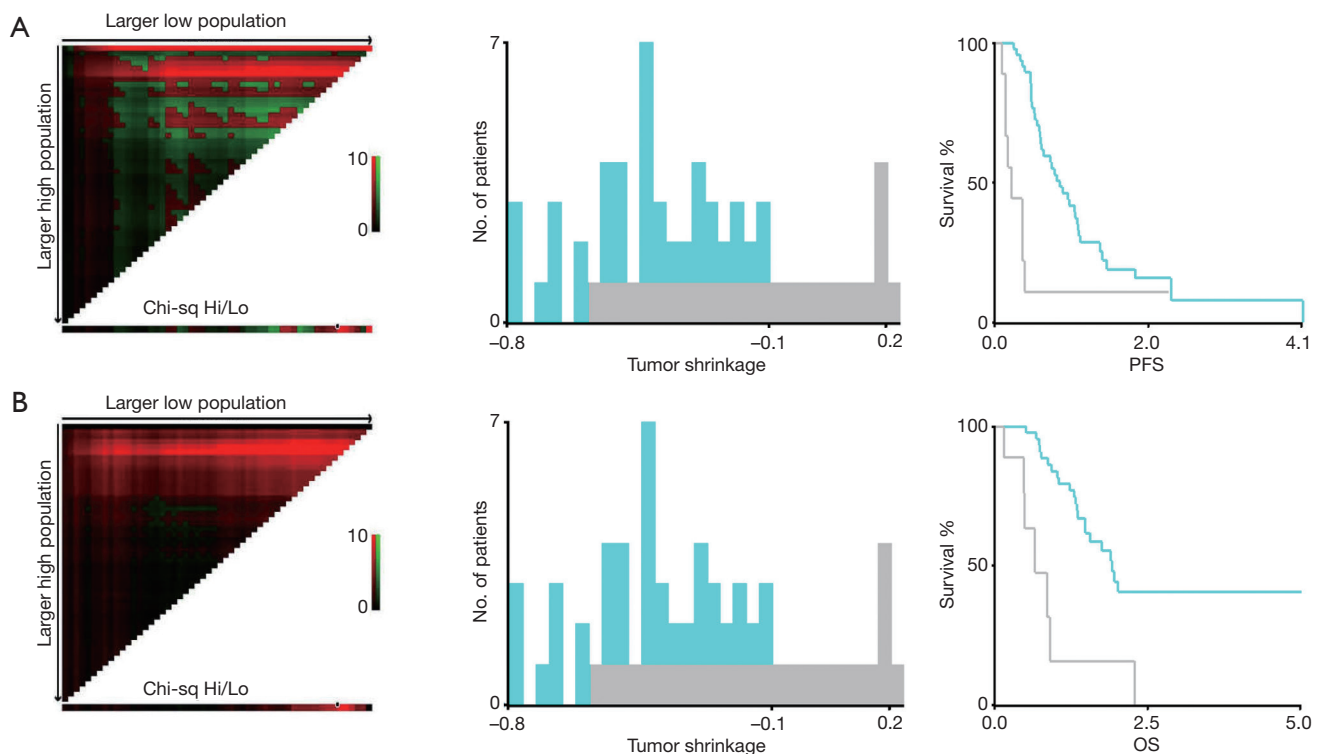 A
Larger low population
Larger high population
10
0
Chi-sq Hi/Lo
7
No. of patients
0
–0.8
–0.1
0.2
Tumor shrinkage
100
Survival %
50
0
0.0
2.0
4.1
PFS
B
Larger low population
Larger high population
10
0
Chi-sq Hi/Lo
7
No. of patients
0
–0.8
–0.1
0.2
Tumor shrinkage
100
Survival %
50
0
0.0
2.5
5.0
OS